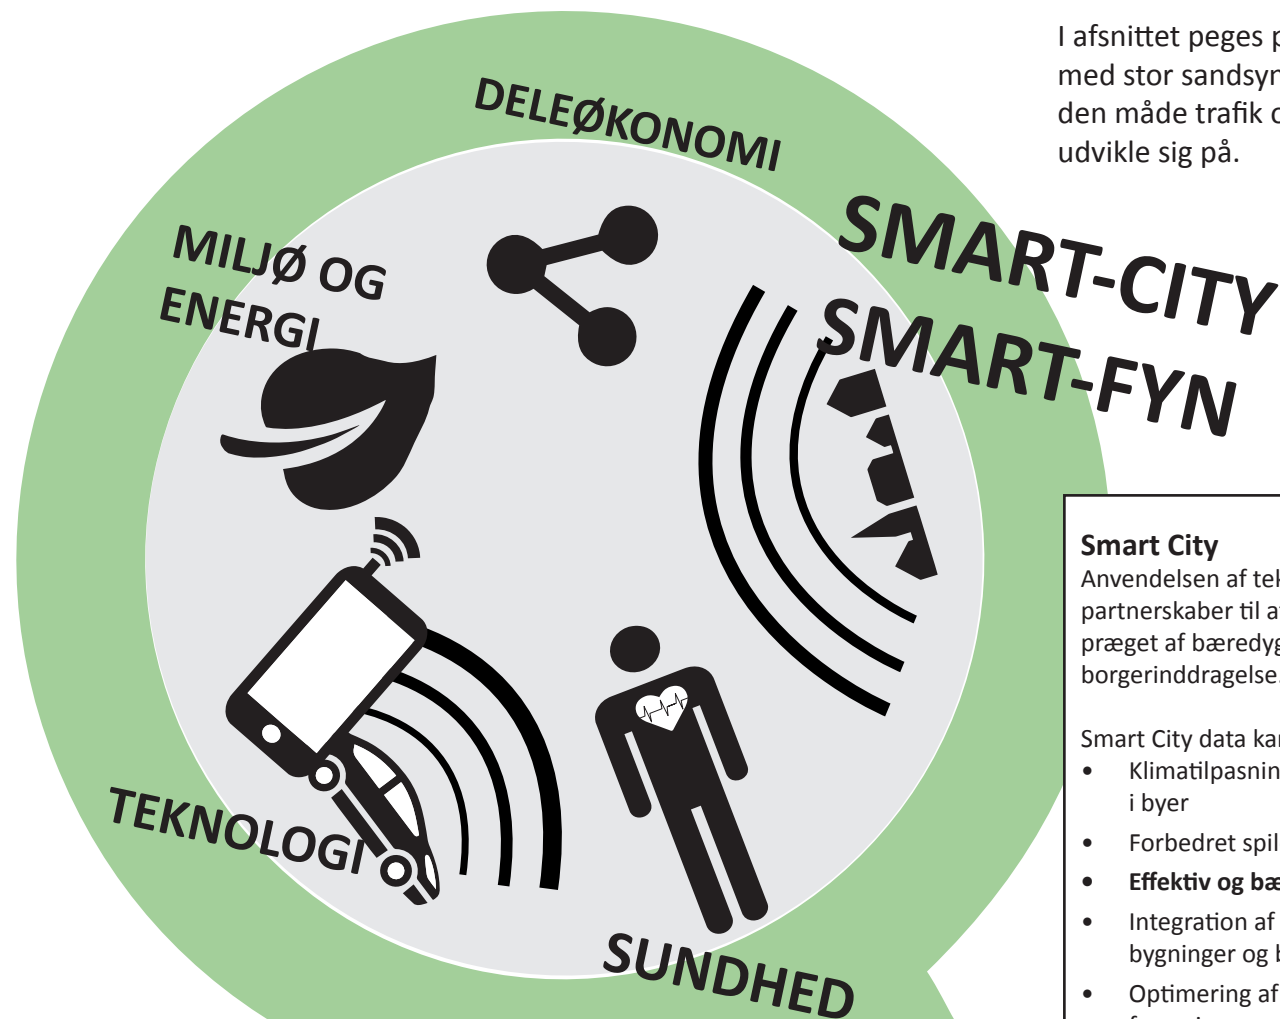 I afsnittet peges p
med stor sandsyn
den måde trafik o
udvikle sig på.
DELEØKONOMI
SMART-CITY
SMART-FYN
MILJØ OG
ENERGI
TEKNOLOGI
SUNDHED
Smart City
Anvendelsen af tek
partnerskaber til a
præget af bæredyg
borgerinddragelse.
Smart City data kan
• Klimatilpasning
i byer
• Forbedret spil
• Effektiv og bæ
• Integration af
bygninger og b
• Optimering af